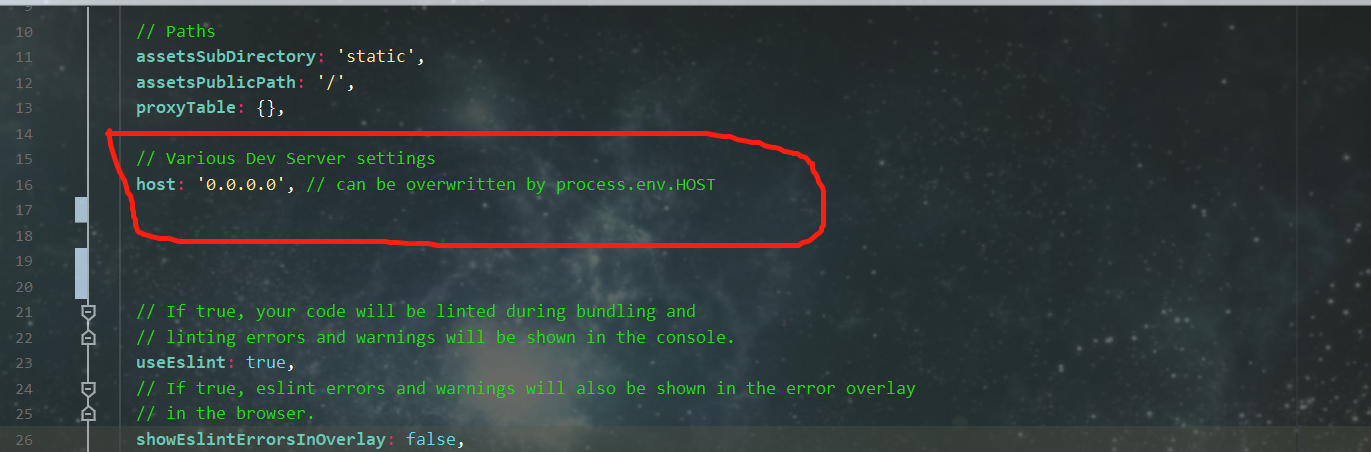 9
10 // Paths
11 assetsSubDirectory: 'static',
12 assetsPublicPath: '/',
13 proxyTable: {},
14
15 // Various Dev Server settings
16 host: '0.0.0.0', // can be overwritten by process.env.HOST
17
18
19
20
21 // If true, your code will be linted during bundling and
22 // linting errors and warnings will be shown in the console.
23 useEslint: true,
24 // If true, eslint errors and warnings will also be shown in the error overlay
25 // in the browser.
26 showEslintErrorsInOverlay: false,